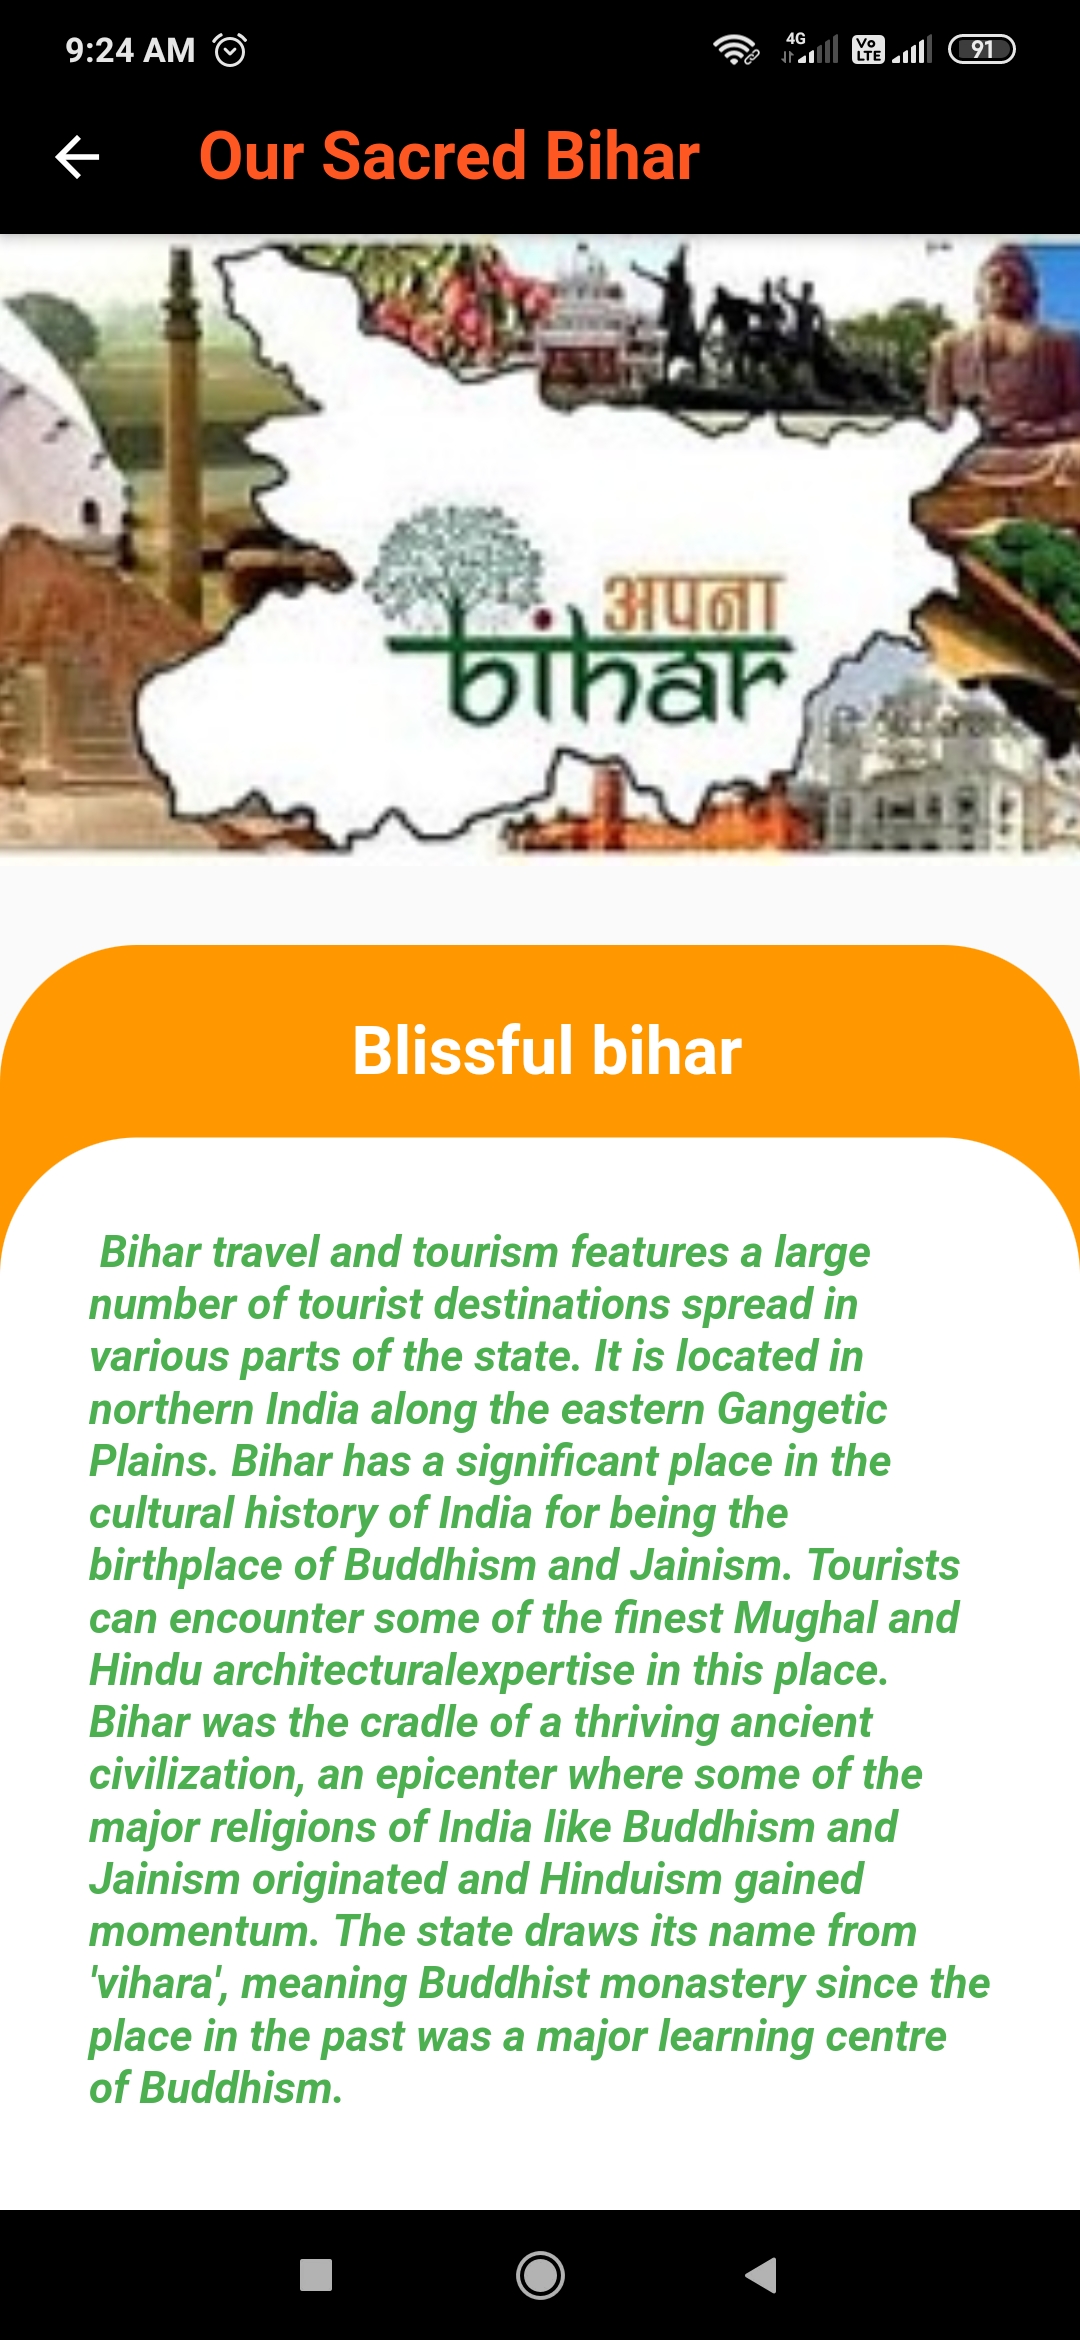 9:24 AM
4G
Vo
LTE
91
Our Sacred Bihar
अपना
bihar
Blissful bihar
Bihar travel and tourism features a large
number of tourist destinations spread in
various parts of the state. It is located in
northern India along the eastern Gangetic
Plains. Bihar has a significant place in the
cultural history of India for being the
birthplace of Buddhism and Jainism. Tourists
can encounter some of the finest Mughal and
Hindu architecturalexpertise in this place.
Bihar was the cradle of a thriving ancient
civilization, an epicenter where some of the
major religions of India like Buddhism and
Jainism originated and Hinduism gained
momentum. The state draws its name from
'vihara', meaning Buddhist monastery since the
place in the past was a major learning centre
of Buddhism.